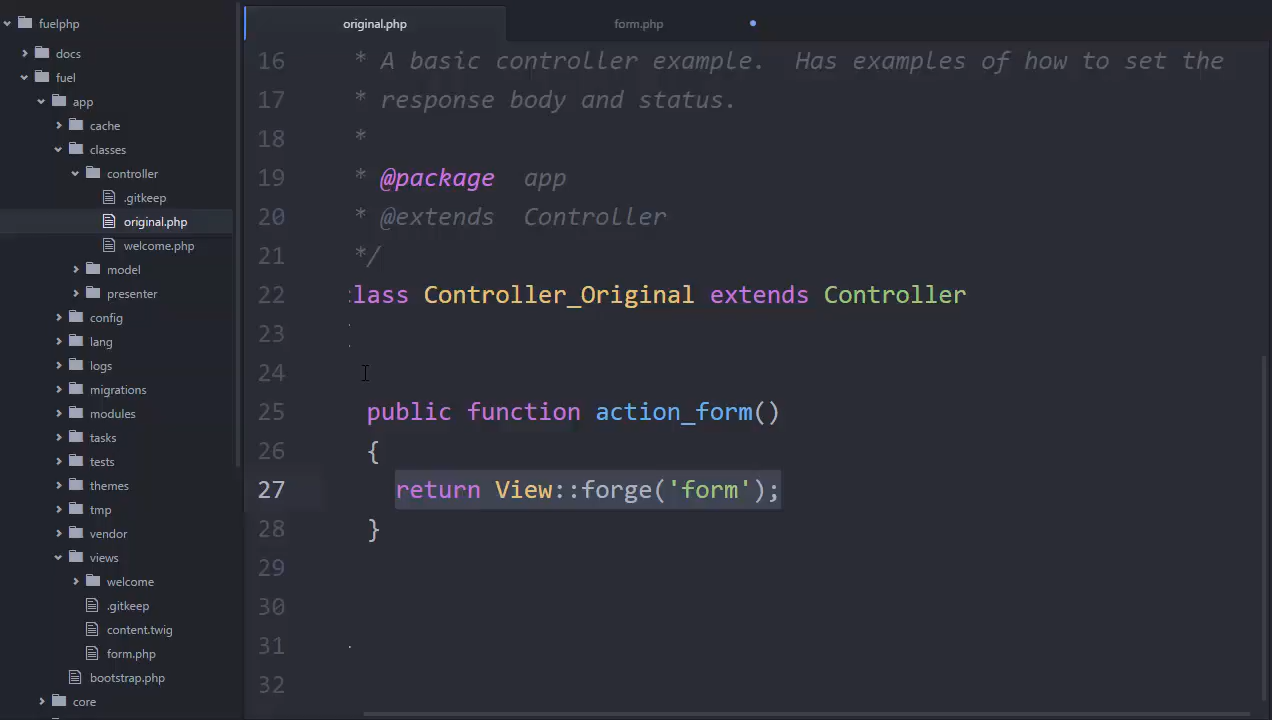 fuelphp
docs
fuel
app
cache
classes
controller
.gitkeep
original.php
welcome.php
model
presenter
config
lang
logs
migrations
modules
tasks
tests
themes
tmp
vendor
views
welcome
.gitkeep
content.twig
form.php
bootstrap.php
core
original.php
form.php
16 * A basic controller example.  Has examples of how to set the
17 * response body and status.
18 *
19 * @package  app
20 * @extends  Controller
21 */
22 class Controller_Original extends Controller
23
24
25 public function action_form()
26 {
27 return View::forge('form');
28 }
29
30
31
32